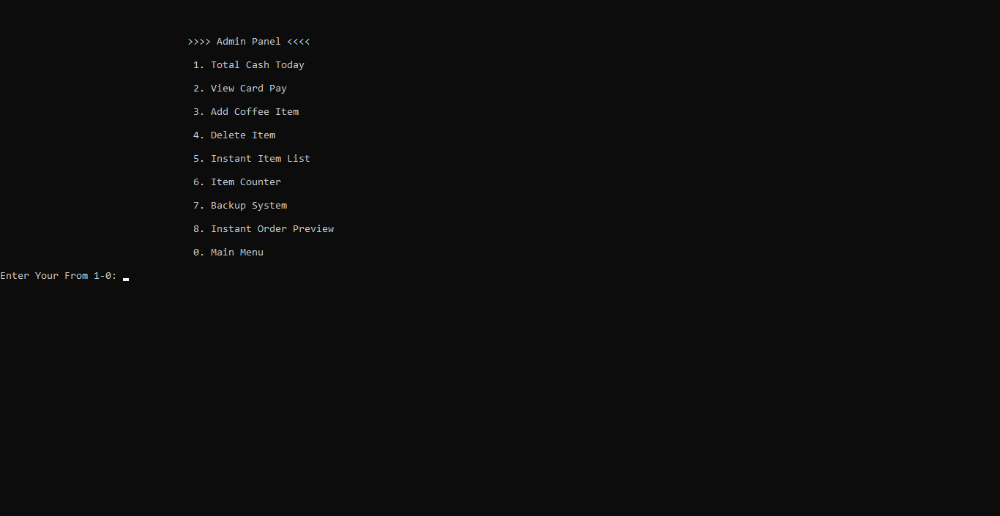 >>>> Admin Panel <<<<
1. Total Cash Today
2. View Card Pay
3. Add Coffee Item
4. Delete Item
5. Instant Item List
6. Item Counter
7. Backup System
8. Instant Order Preview
0. Main Menu
Enter Your From 1-0: